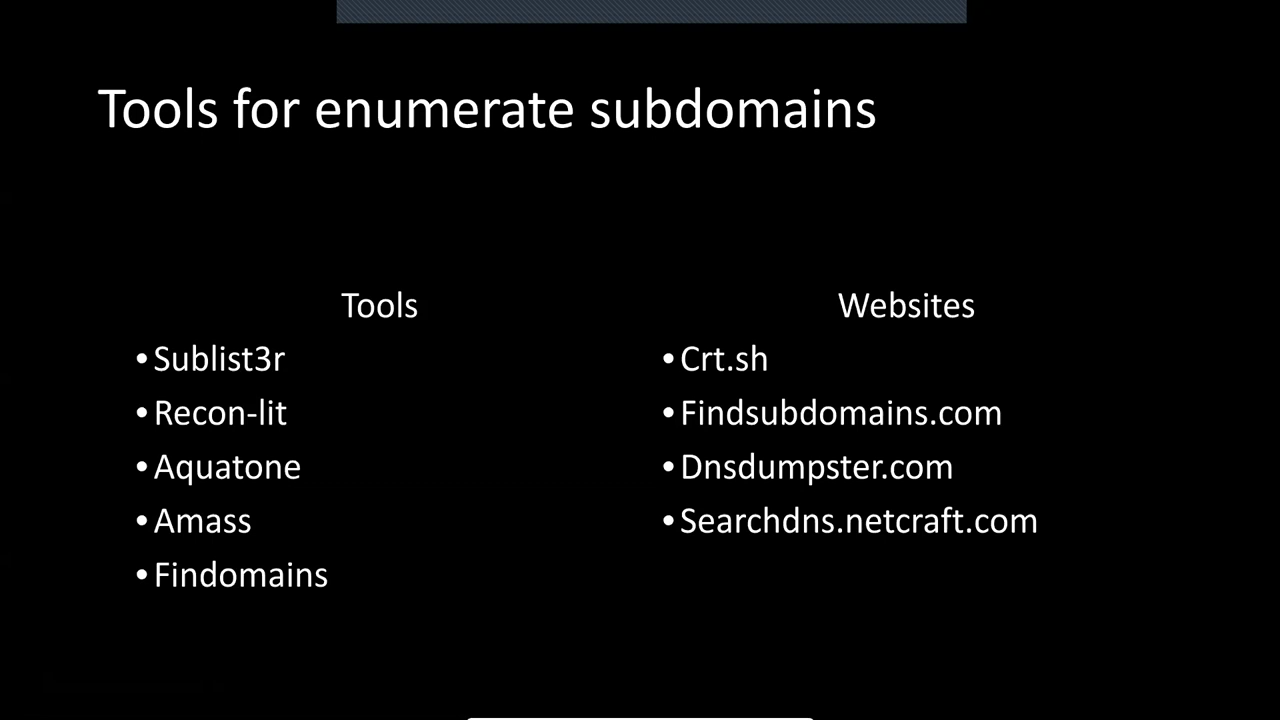 Tools for enumerate subdomains
Tools
•Sublist3r
•Recon-lit
•Aquatone
•Amass
•Findomains
Websites
•Crt.sh
•Findsubdomains.com
•Dnsdumpster.com
•Searchdns.netcraft.com